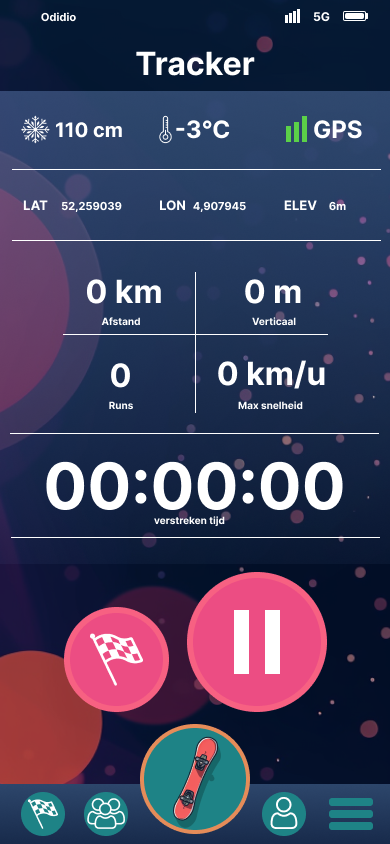 Odidio 5G
Tracker
110 cm -3°C GPS
LAT 52,259039 LON 4,907945 ELEV 6m
0 km 0 m
Afstand Verticaal
0 0 km/u
Runs Max snelheid
00:00:00
verstreken tijd